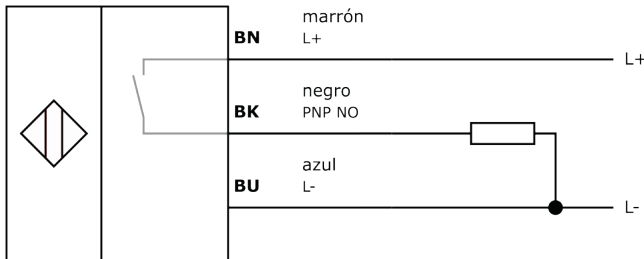 marrón
BN L+
L+
negro
BK PNP NO
azul
BU L-
L-